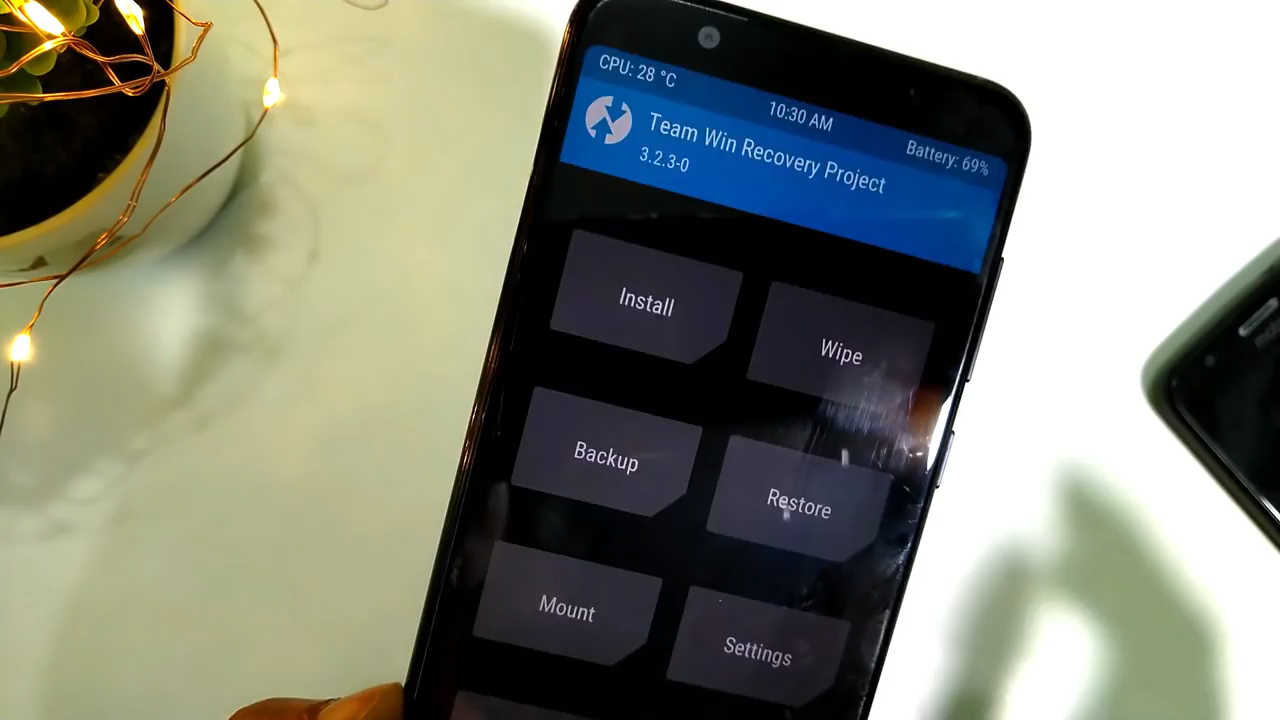 CPU: 28 °C
10:30 AM
Battery: 69%
Team Win Recovery Project
3.2.3-0
Install
Wipe
Backup
Restore
Mount
Settings